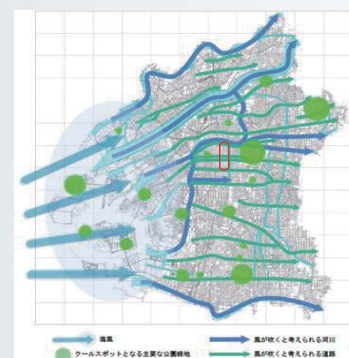 海風
風が吹くと考えられる河川
クールスポットとなる主要な公園緑地
風が吹くと考えられる道路